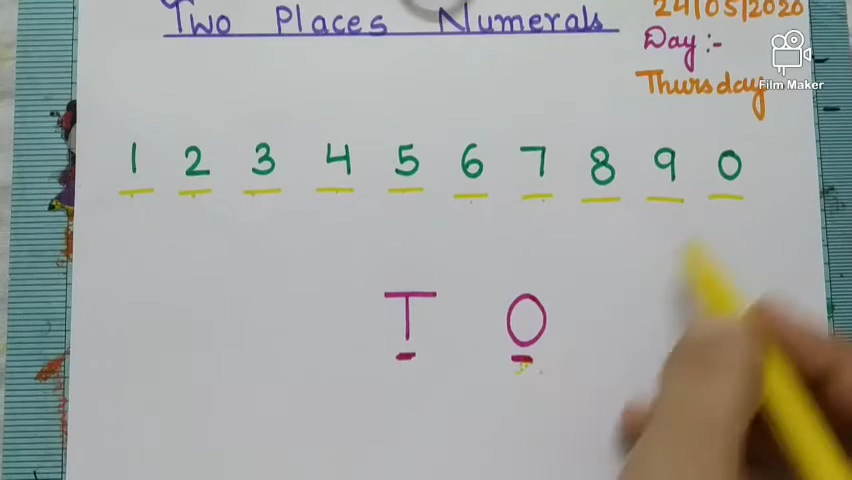 Two Places Numerals
24/05/2020
Day :-
Thursday
Film Maker
1 2 3 4 5 6 7 8 9 0
T O